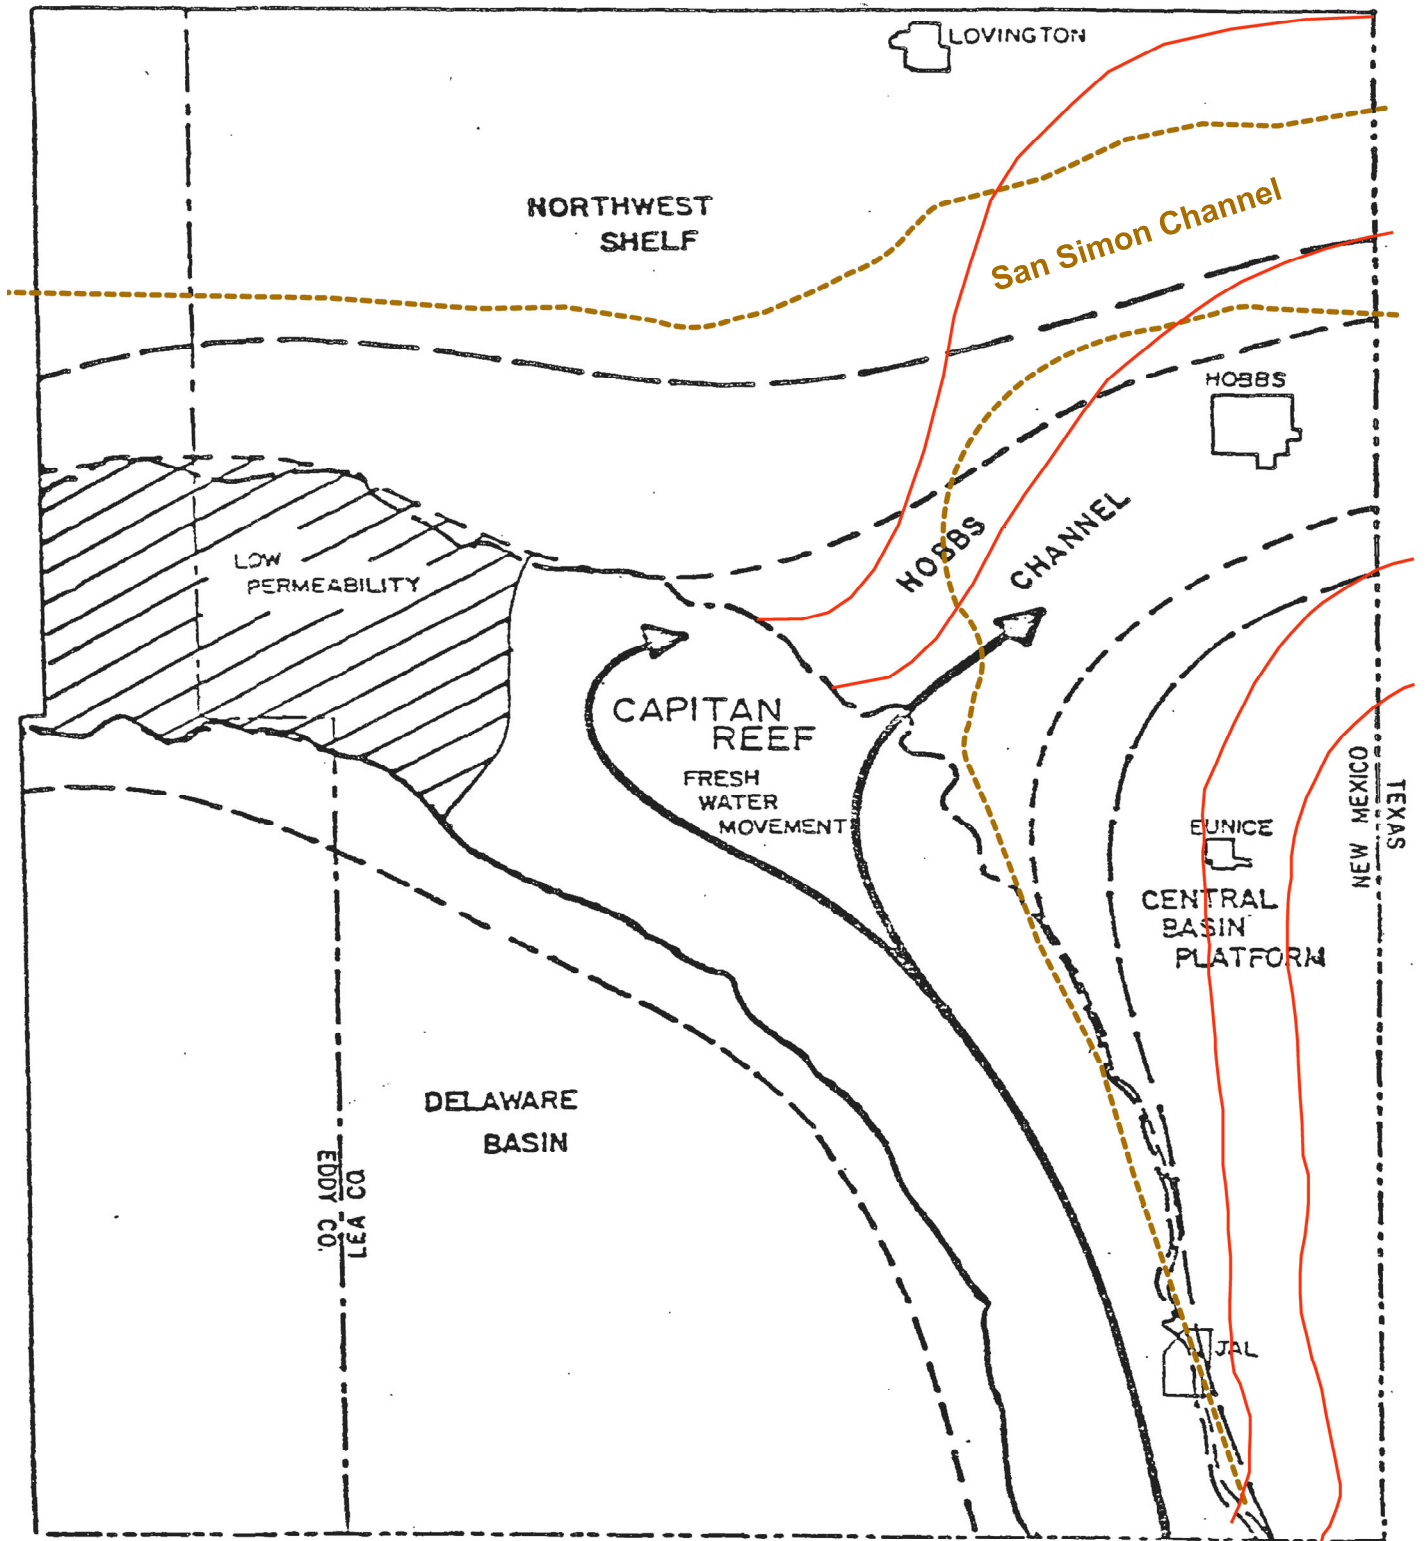 LOVINGTON
NORTHWEST
SHELF
San Simon Channel
HOBBS
HOBBS
CHANNEL
LOW
PERMEABILITY
CAPITAN
REEF
FRESH
WATER
MOVEMENT
NEW MEXICO
TEXAS
EUNICE
CENTRAL
BASIN
PLATFORM
DELAWARE
BASIN
EDDY CO.
LEA CO.
JAL